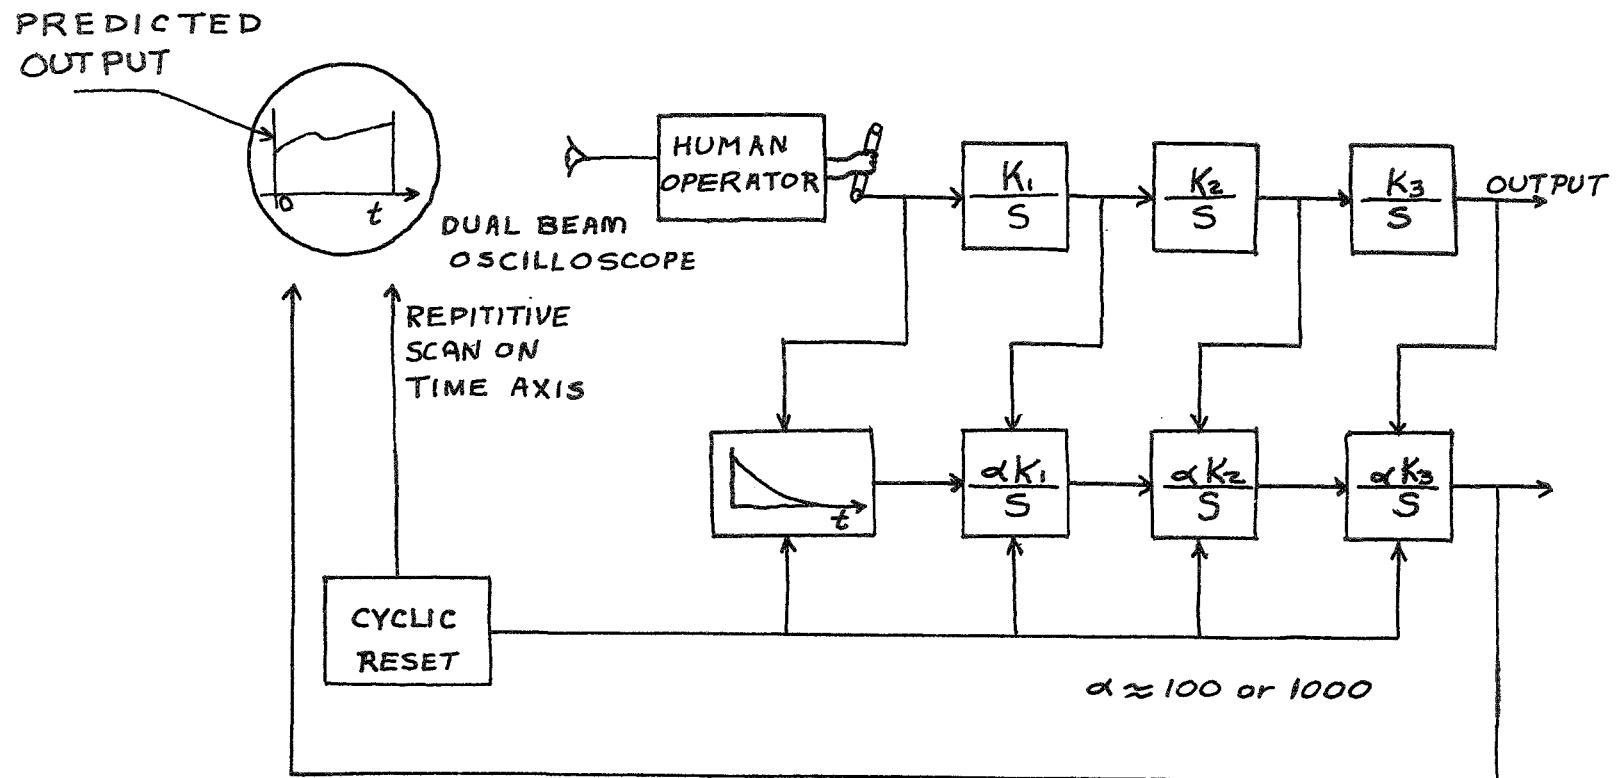 PREDICTED
OUTPUT
O
t
DUAL BEAM
OSCILLOSCOPE
HUMAN
OPERATOR
K1
S
K2
S
K3
S
OUTPUT
REPITITIVE
SCAN ON
TIME AXIS
t
αK1
S
αK2
S
αK3
S
CYCLIC
RESET
α ≈ 100 or 1000